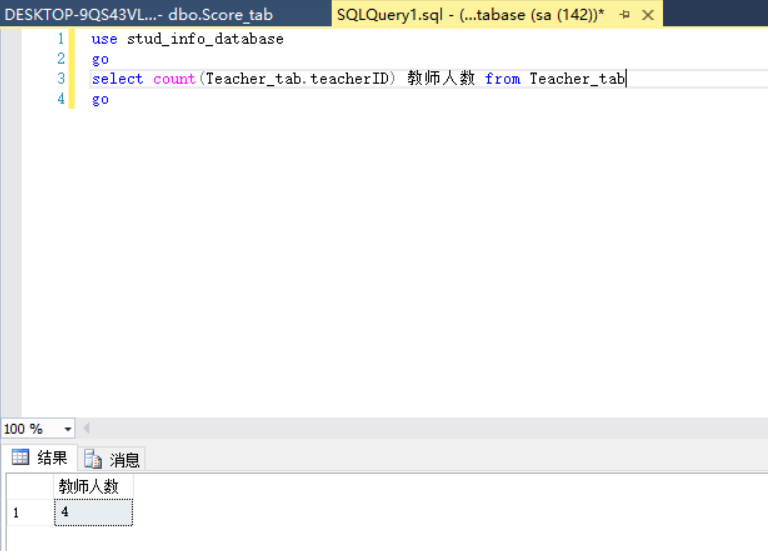 DESKTOP-9QS43VL...- dbo.Score_tab SQLQuery1.sql - (...tabase (sa (142))*
1 use stud_info_database
2 go
3 select count(Teacher_tab.teacherID) 教师人数 from Teacher_tab
4 go
100 %
结果 消息
教师人数
1 4